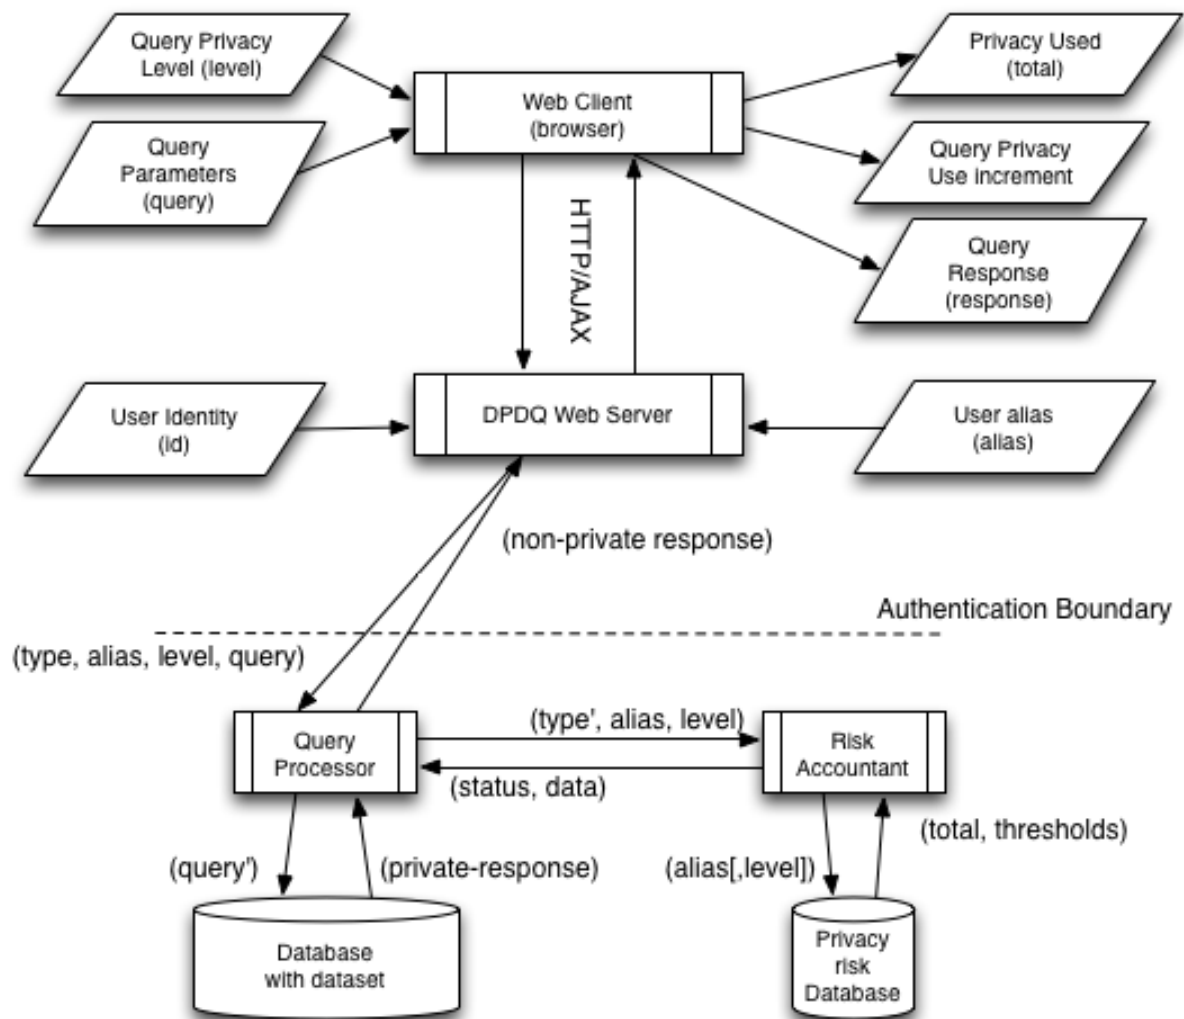 Query Privacy
Level (level)
Privacy Used
(total)
Web Client
(browser)
Query
Parameters
(query)
Query Privacy
Use increment
HTTP/AJAX
Query
Response
(response)
User Identity
(id)
DPDQ Web Server
User alias
(alias)
(non-private response)
Authentication Boundary
(type, alias, level, query)
Query
Processor
(type', alias, level)
(status, data)
Risk
Accountant
(query')
(private-response)
(alias[,level])
(total, thresholds)
Database
with dataset
Privacy
risk
Database